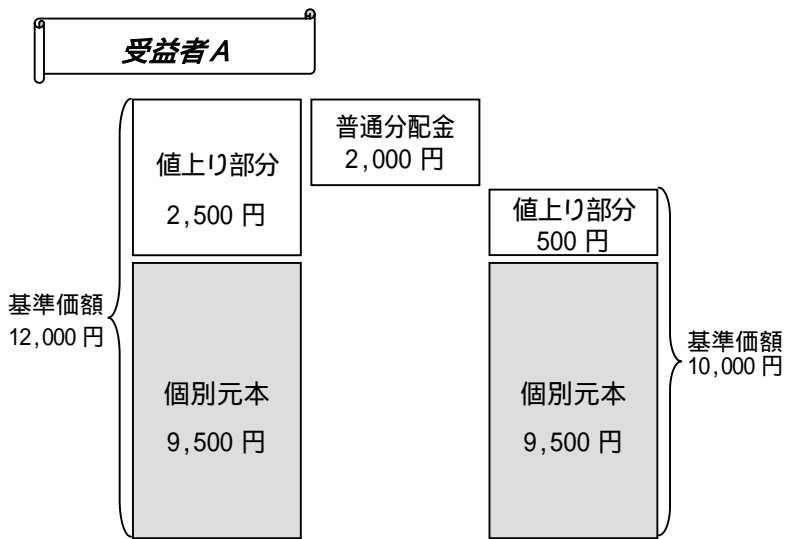 受益者A
値上り部分
2,500 円
普通分配金
2,000 円
値上り部分
500 円
基準価額
12,000 円
個別元本
9,500 円
個別元本
9,500 円
基準価額
10,000 円